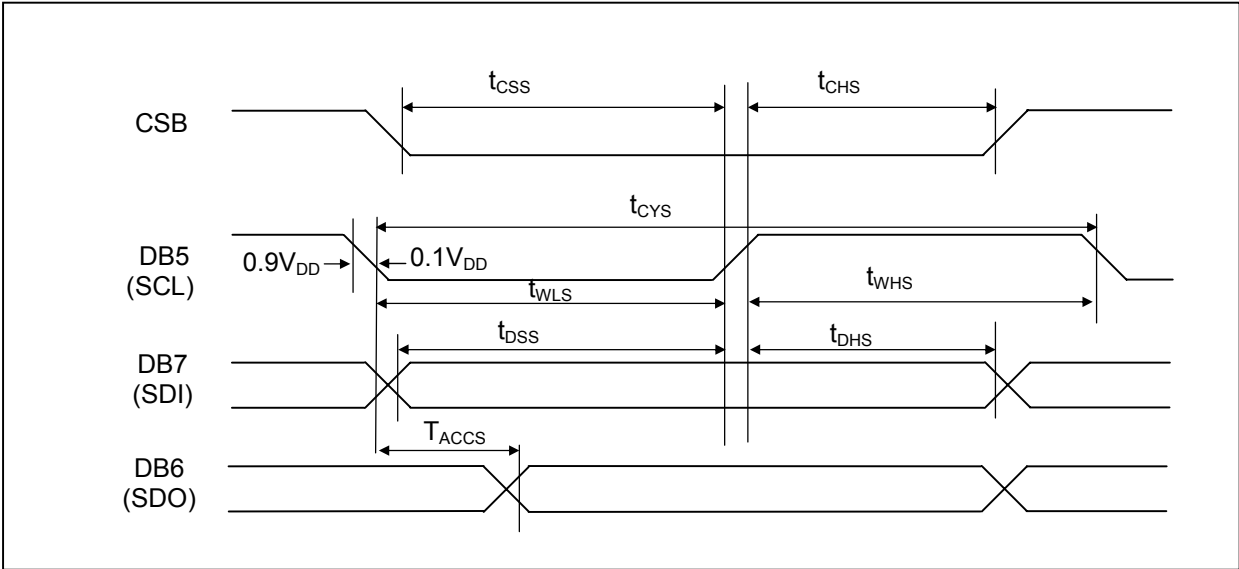 tCSS
tCHS
CSB
tCYS
DB5
(SCL)
0.9VDD
0.1VDD
tWLS
tWHS
tDSS
tDHS
DB7
(SDI)
TACCS
DB6
(SDO)